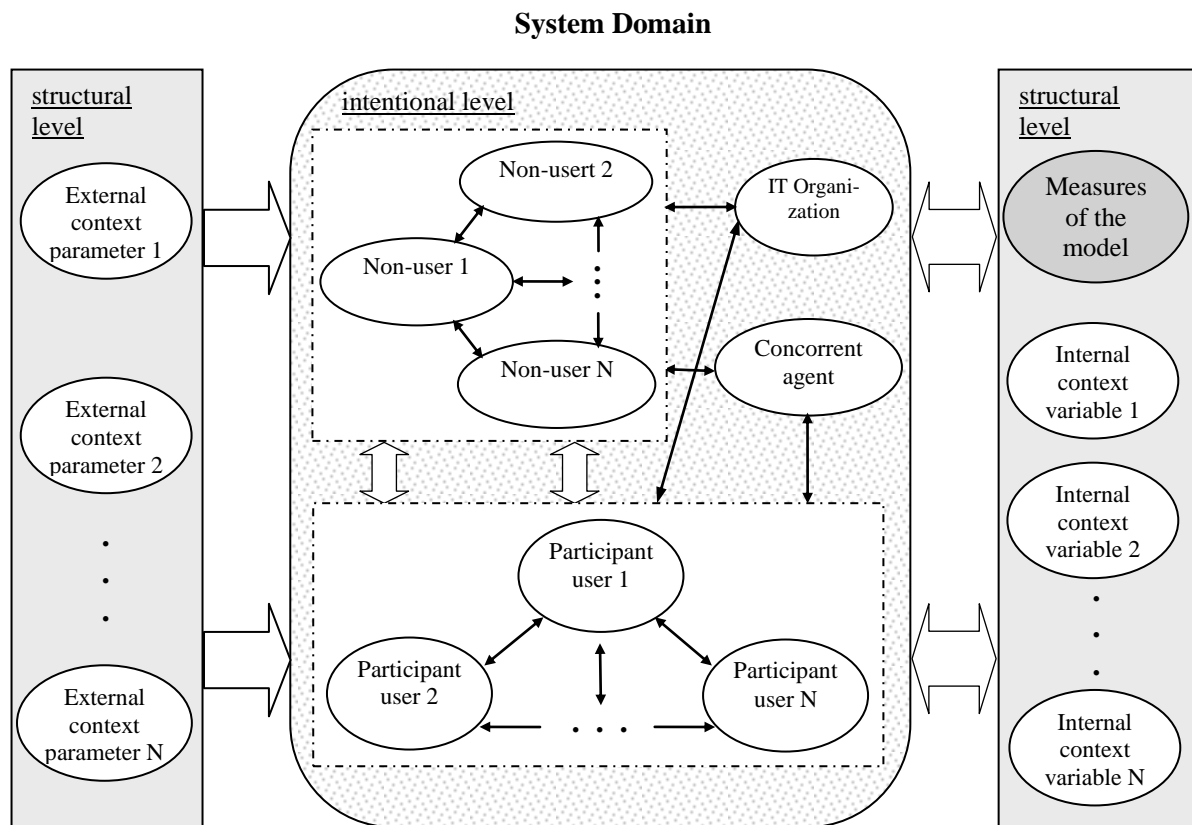 System Domain
structural
level
External
context
parameter 1
External
context
parameter 2
.
.
.
External
context
parameter N
intentional level
Non-usert 2
Non-user 1
. . .
Non-user N
IT Organi-
zation
Concorrent
agent
Participant
user 1
Participant
user 2
. . .
Participant
user N
structural
level
Measures
of the
model
Internal
context
variable 1
Internal
context
variable 2
.
.
.
Internal
context
variable N